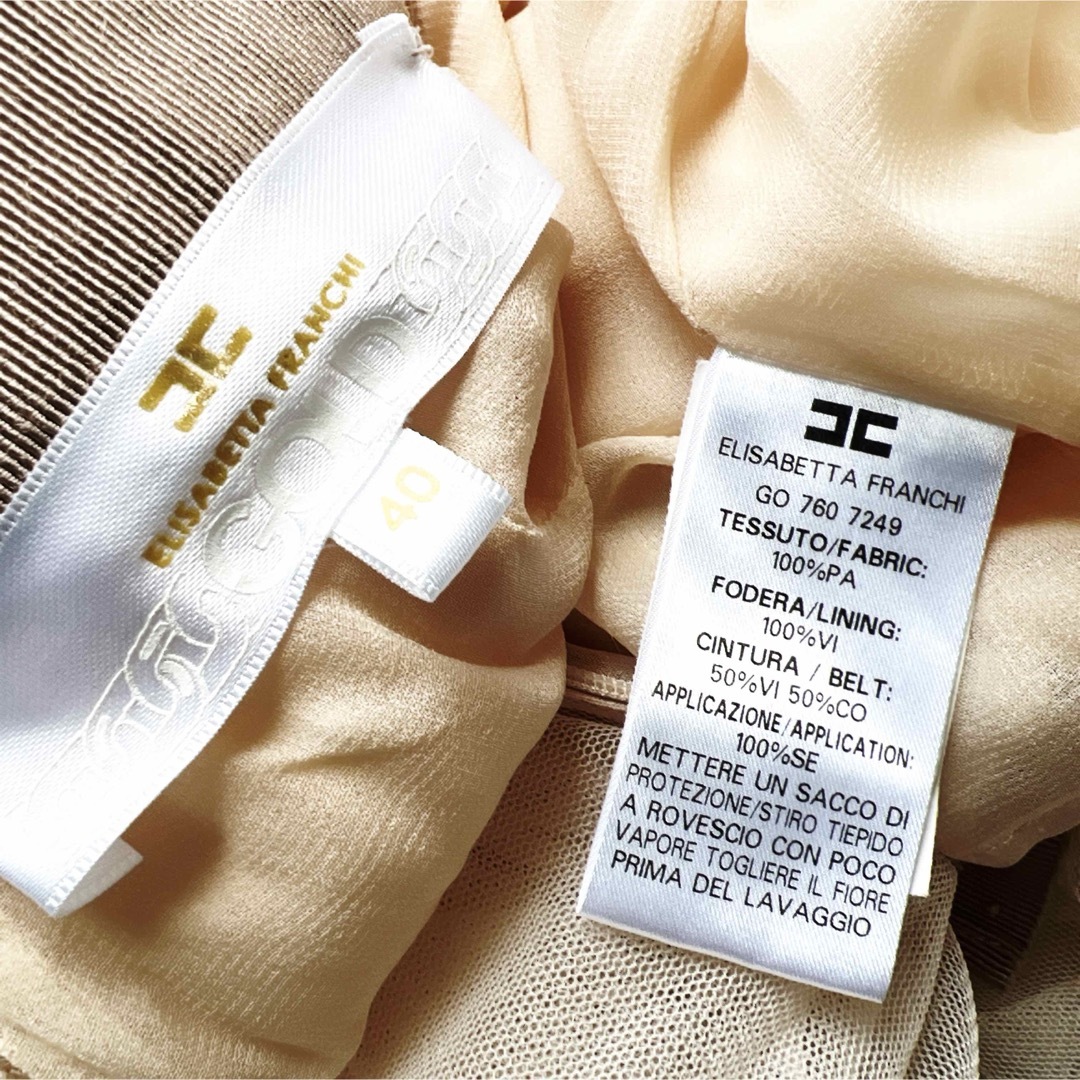 ELISABETTA FRANCHI
GOLD
40
ELISABETTA FRANCHI
GO 760 7249
TESSUTO/FABRIC:
100%PA
FODERA/LINING:
100%VI
CINTURA / BELT:
50%VI 50%CO
APPLICAZIONE/APPLICATION:
100%SE
METTERE UN SACCO DI
PROTEZIONE/STIRO TIEPIDO
A ROVESCIO CON POCO
VAPORE TOGLIERE IL FIORE
PRIMA DEL LAVAGGIO